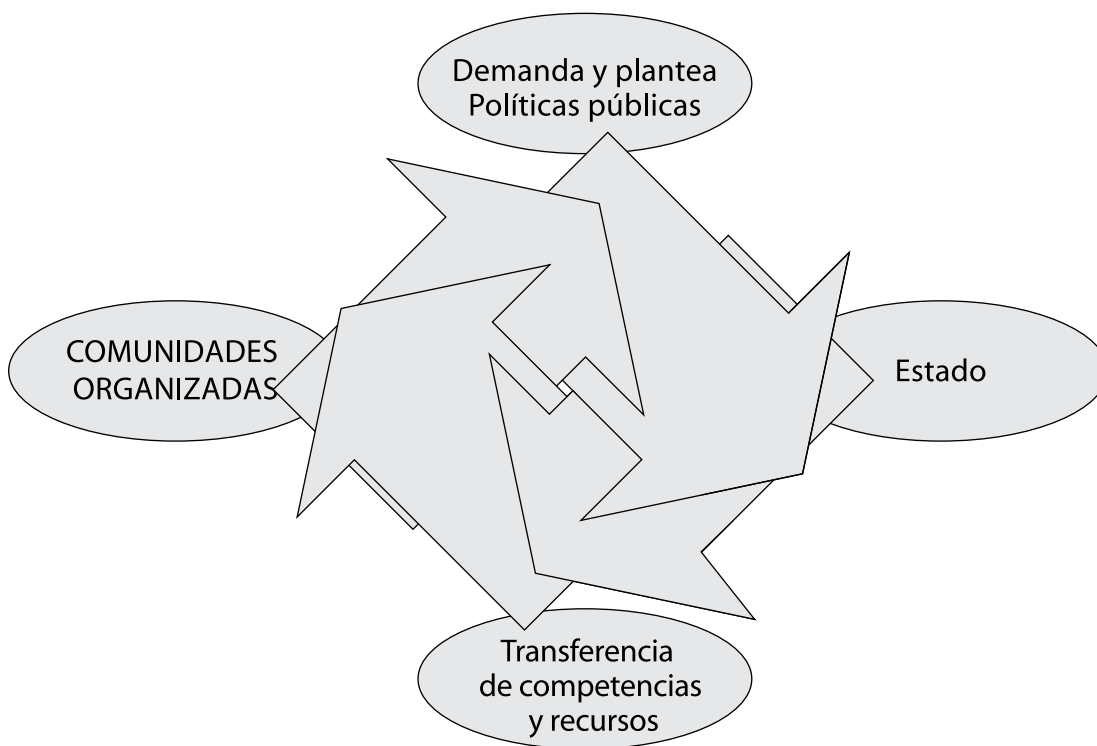 Demanda y plantea
Políticas públicas
COMUNIDADES
ORGANIZADAS
Estado
Transferencia
de competencias
y recursos